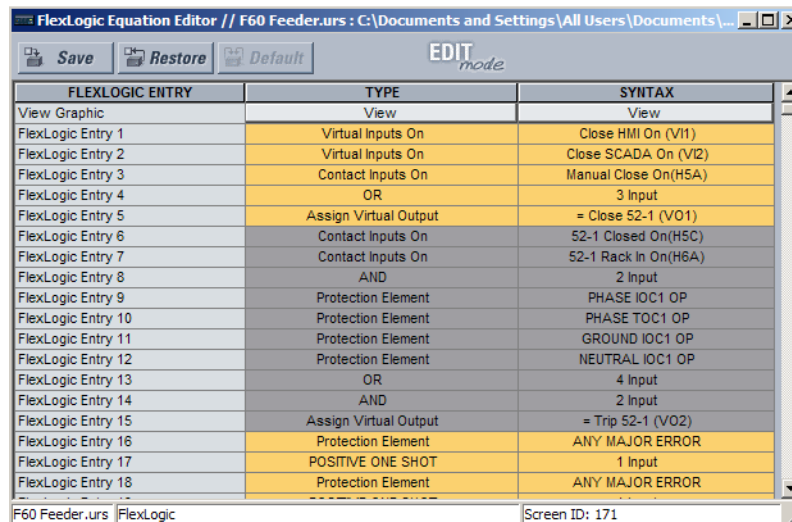 FlexLogic Equation Editor // F60 Feeder.urs : C:\Documents and Settings\All Users\Documents\...
Save Restore Default EDIT mode
FLEXLOGIC ENTRY TYPE SYNTAX
View Graphic View View
FlexLogic Entry 1 Virtual Inputs On Close HMI On (VI1)
FlexLogic Entry 2 Virtual Inputs On Close SCADA On (VI2)
FlexLogic Entry 3 Contact Inputs On Manual Close On(H5A)
FlexLogic Entry 4 OR 3 Input
FlexLogic Entry 5 Assign Virtual Output = Close 52-1 (VO1)
FlexLogic Entry 6 Contact Inputs On 52-1 Closed On(H5C)
FlexLogic Entry 7 Contact Inputs On 52-1 Rack In On(H6A)
FlexLogic Entry 8 AND 2 Input
FlexLogic Entry 9 Protection Element PHASE IOC1 OP
FlexLogic Entry 10 Protection Element PHASE TOC1 OP
FlexLogic Entry 11 Protection Element GROUND IOC1 OP
FlexLogic Entry 12 Protection Element NEUTRAL IOC1 OP
FlexLogic Entry 13 OR 4 Input
FlexLogic Entry 14 AND 2 Input
FlexLogic Entry 15 Assign Virtual Output = Trip 52-1 (VO2)
FlexLogic Entry 16 Protection Element ANY MAJOR ERROR
FlexLogic Entry 17 POSITIVE ONE SHOT 1 Input
FlexLogic Entry 18 Protection Element ANY MAJOR ERROR
F60 Feeder.urs FlexLogic Screen ID: 171